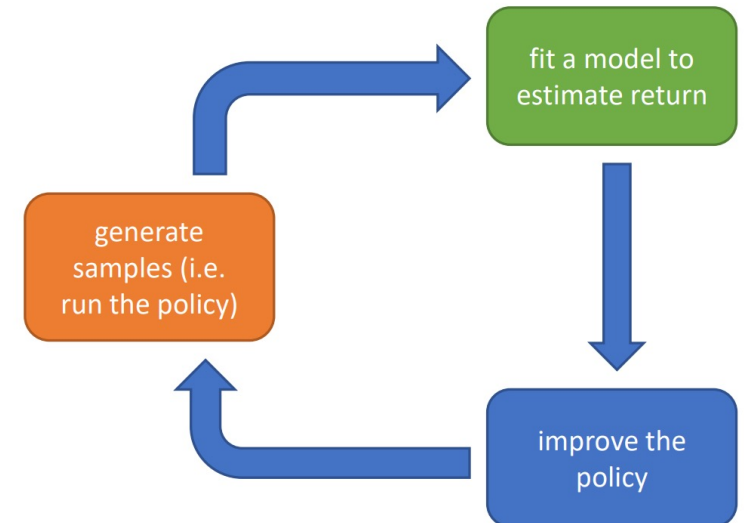 fit a model to
estimate return
generate
samples (i.e.
run the policy)
improve the
policy